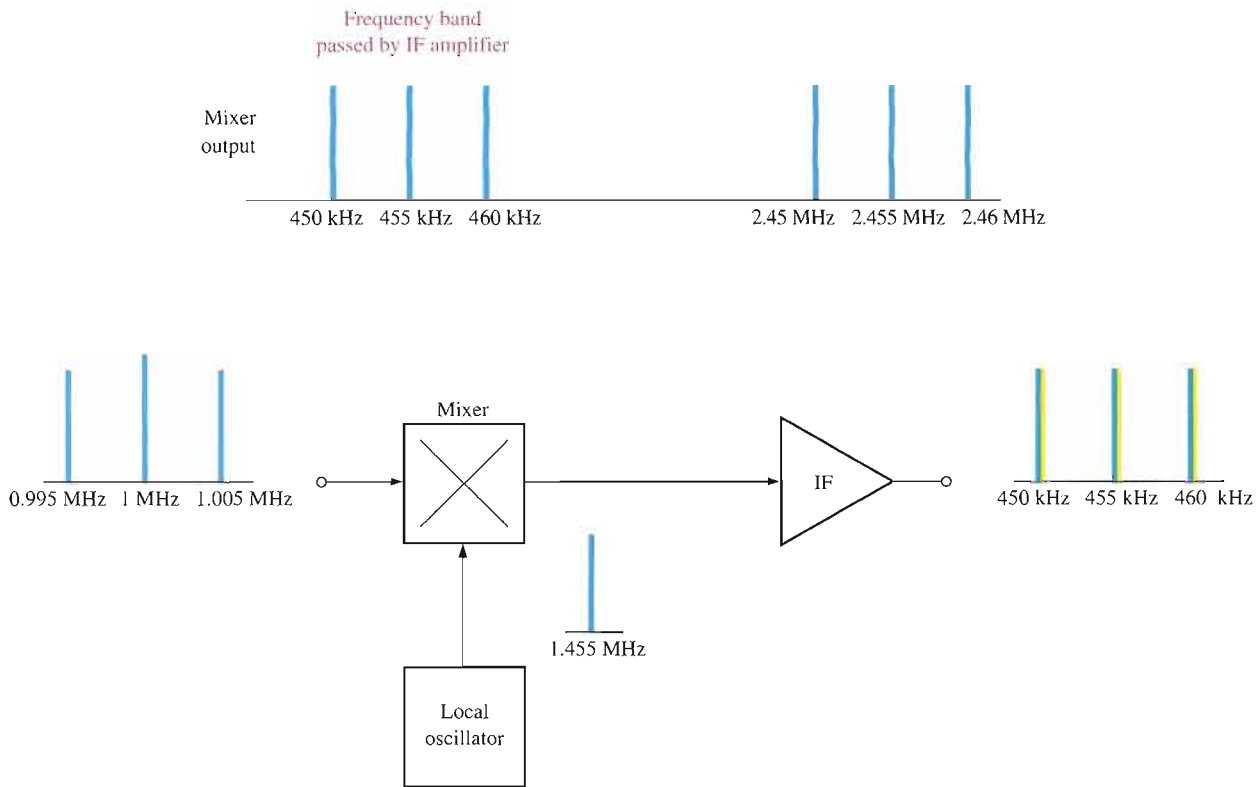 Frequency band
passed by IF amplifier
Mixer
output
450 kHz 455 kHz 460 kHz 2.45 MHz 2.455 MHz 2.46 MHz
Mixer
0.995 MHz 1 MHz 1.005 MHz
IF
450 kHz 455 kHz 460 kHz
1.455 MHz
Local
oscillator